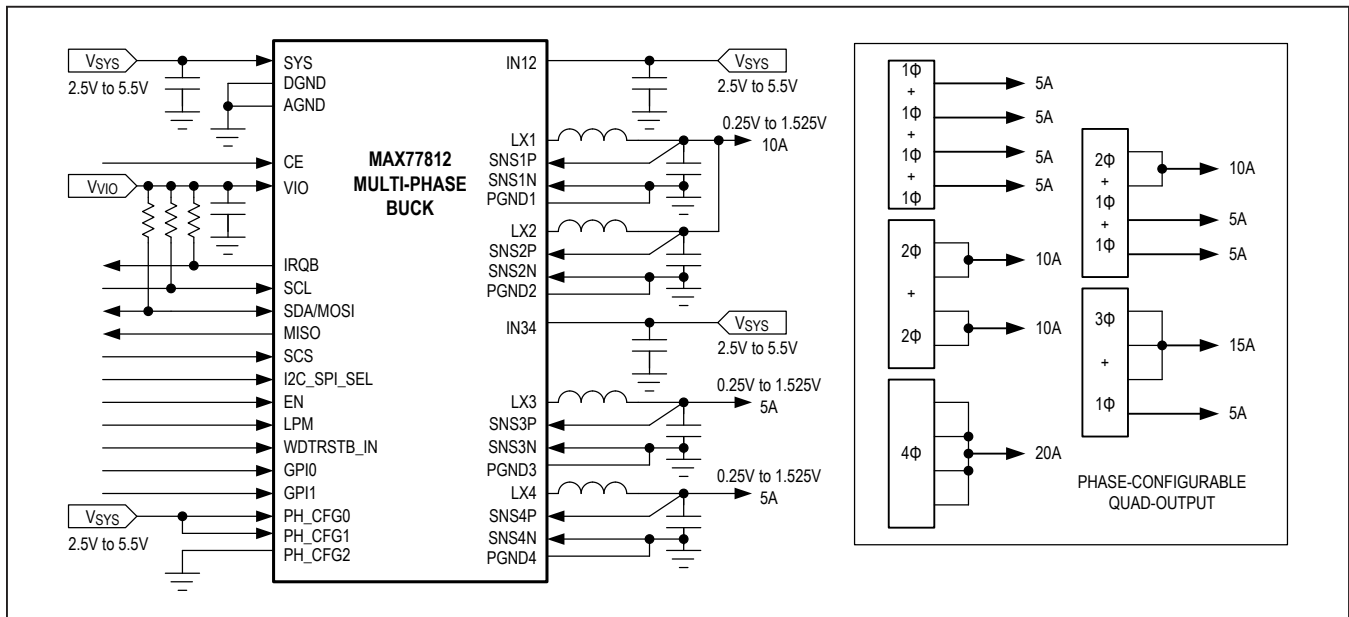 VSYS
2.5V to 5.5V
VVIO
VSYS
2.5V to 5.5V
SYS
DGND
AGND
CE
VIO
IRQB
SCL
SDA/MOSI
MISO
SCS
I2C_SPI_SEL
EN
LPM
WDTRSTB_IN
GPI0
GPI1
PH_CFG0
PH_CFG1
PH_CFG2
MAX77812
MULTI-PHASE
BUCK
IN12
LX1
SNS1P
SNS1N
PGND1
LX2
SNS2P
SNS2N
PGND2
IN34
LX3
SNS3P
SNS3N
PGND3
LX4
SNS4P
SNS4N
PGND4
VSYS
2.5V to 5.5V
0.25V to 1.525V
10A
VSYS
2.5V to 5.5V
0.25V to 1.525V
5A
0.25V to 1.525V
5A
1Φ
+
1Φ
+
1Φ
+
1Φ
5A
5A
5A
5A
2Φ
+
2Φ
10A
10A
4Φ
20A
2Φ
+
1Φ
+
1Φ
10A
5A
5A
3Φ
+
1Φ
15A
5A
PHASE-CONFIGURABLE
QUAD-OUTPUT